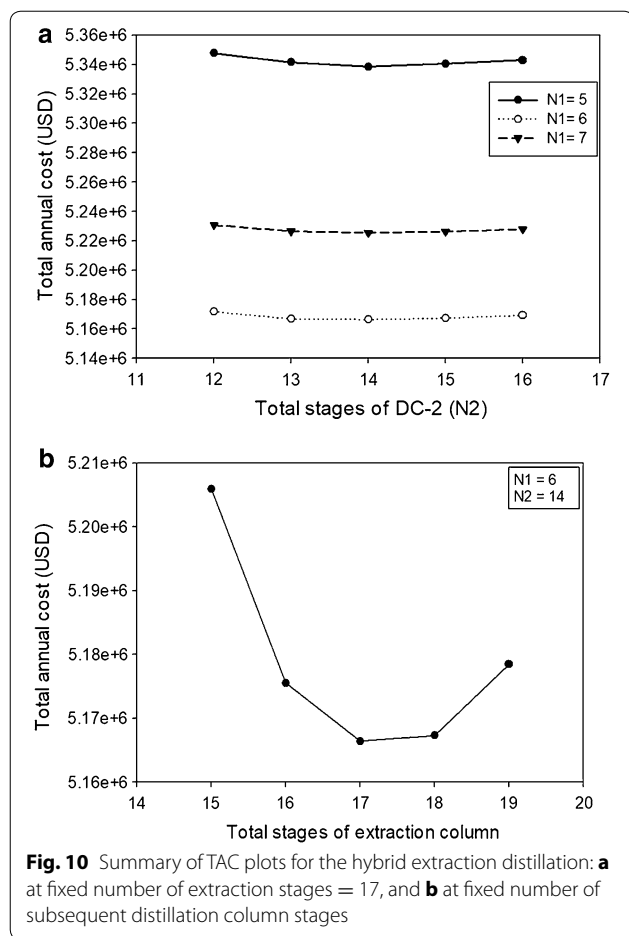 a
5.36e+6
5.34e+6
5.32e+6
5.30e+6
5.28e+6
5.26e+6
5.24e+6
5.22e+6
5.20e+6
5.18e+6
5.16e+6
5.14e+6
Total annual cost (USD)
N1= 5
N1= 6
N1= 7
11 12 13 14 15 16 17
Total stages of DC-2 (N2)
b
5.21e+6
5.20e+6
5.19e+6
5.18e+6
5.17e+6
5.16e+6
Total annual cost (USD)
N1 = 6
N2 = 14
14 15 16 17 18 19 20
Total stages of extraction column
Fig. 10 Summary of TAC plots for the hybrid extraction distillation: a
at fixed number of extraction stages = 17, and b at fixed number of
subsequent distillation column stages